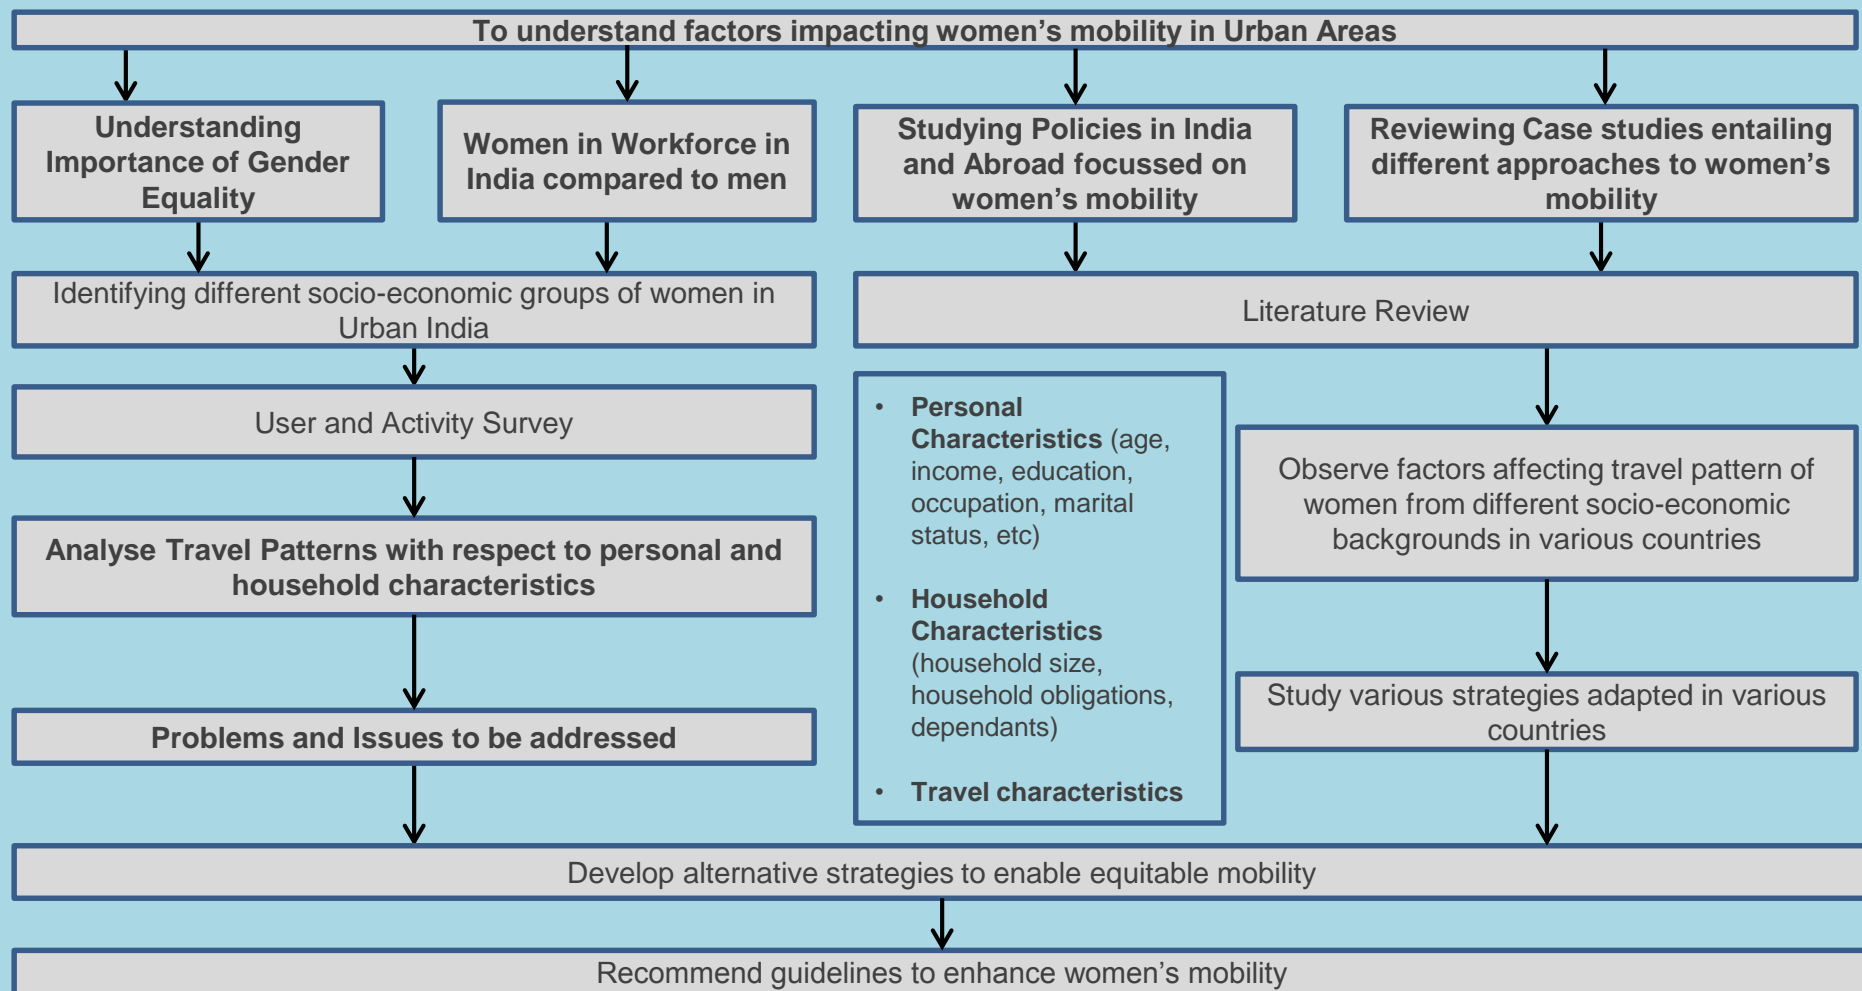 To understand factors impacting women’s mobility in Urban Areas
Understanding
Importance of Gender
Equality
Women in Workforce in
India compared to men
Studying Policies in India
and Abroad focussed on
women’s mobility
Reviewing Case studies entailing
different approaches to women’s
mobility
Identifying different socio-economic groups of women in
Urban India
Literature Review
User and Activity Survey
Analyse Travel Patterns with respect to personal and
household characteristics
Problems and Issues to be addressed
• Personal
Characteristics (age,
income, education,
occupation, marital
status, etc)
• Household
Characteristics
(household size,
household obligations,
dependants)
• Travel characteristics
Observe factors affecting travel pattern of
women from different socio-economic
backgrounds in various countries
Study various strategies adapted in various
countries
Develop alternative strategies to enable equitable mobility
Recommend guidelines to enhance women’s mobility